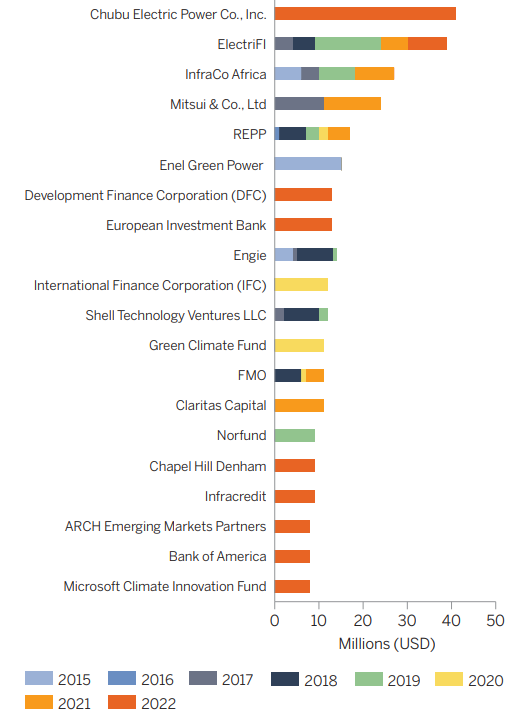 Chubu Electric Power Co., Inc.
ElectriFI
InfraCo Africa
Mitsui & Co., Ltd
REPP
Enel Green Power
Development Finance Corporation (DFC)
European Investment Bank
Engie
International Finance Corporation (IFC)
Shell Technology Ventures LLC
Green Climate Fund
FMO
Claritas Capital
Norfund
Chapel Hill Denham
Infracredit
ARCH Emerging Markets Partners
Bank of America
Microsoft Climate Innovation Fund
0 10 20 30 40 50
Millions (USD)
2015 2016 2017 2018 2019 2020
2021 2022